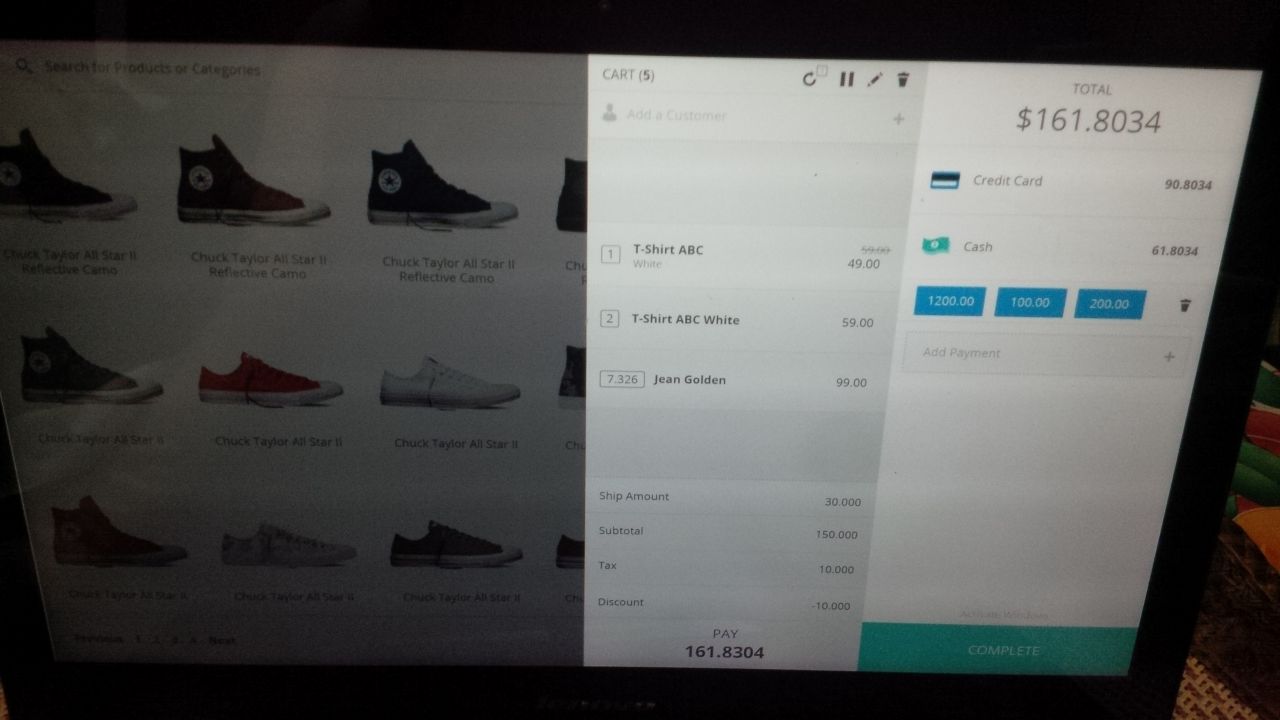 Search for Products or Categories
Chuck Taylor All Star II
Reflective Camo
Chuck Taylor All Star II
Reflective Camo
Chuck Taylor All Star II
Reflective Camo
Chuck Taylor All Star II
Chuck Taylor All Star II
Chuck Taylor All Star II
Chuck Taylor All Star II
Chuck Taylor All Star II
Chuck Taylor All Star II
Previous 1 2 3 4 Next
CART (5)
Add a Customer
1 T-Shirt ABC 59.00
White 49.00
2 T-Shirt ABC White 59.00
7.326 Jean Golden 99.00
Ship Amount 30.000
Subtotal 150.000
Tax 10.000
Discount -10.000
PAY
161.8304
TOTAL
$161.8034
Credit Card 90.8034
Cash 61.8034
1200.00 100.00 200.00
Add Payment
Activate Windows
COMPLETE